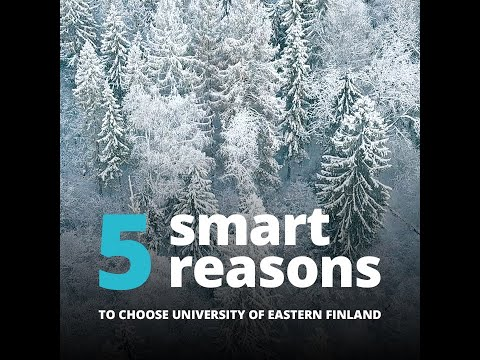 5 smart
reasons
TO CHOOSE UNIVERSITY OF EASTERN FINLAND